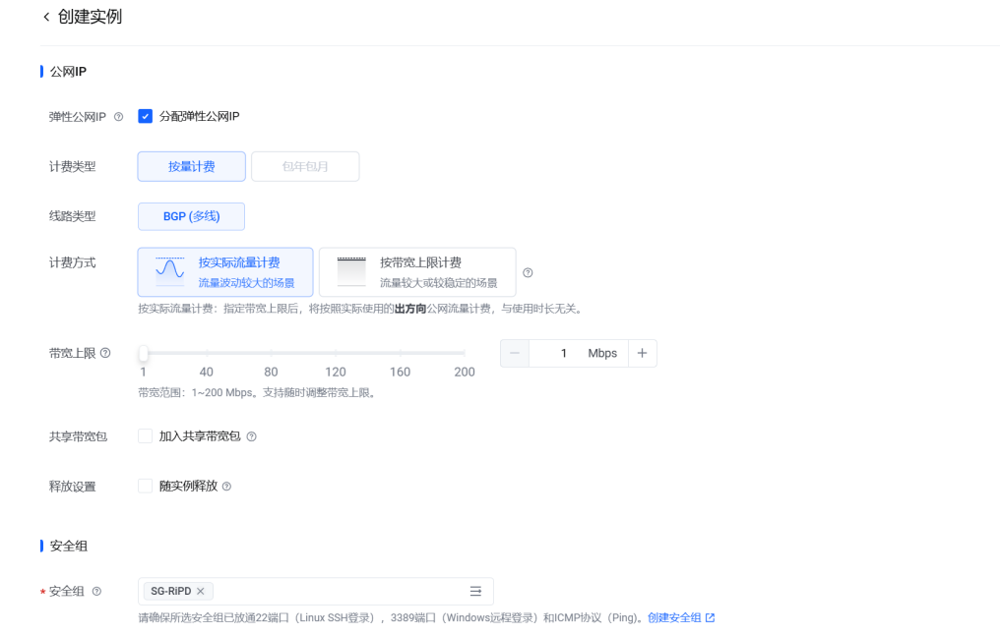 创建实例
公网IP
弹性公网IP 分配弹性公网IP
计费类型 按量计费 包年包月
线路类型 BGP (多线)
计费方式 按实际流量计费 按带宽上限计费
流量波动较大的场景 流量较大或较稳定的场景
按实际流量计费：指定带宽上限后，将按照实际使用的出方向公网流量计费，与使用时长无关。
带宽上限 1 Mbps
1 40 80 120 160 200
带宽范围：1~200 Mbps。支持随时调整带宽上限。
共享带宽包 加入共享带宽包
释放设置 随实例释放
安全组
* 安全组 SG-RiPD
请确保所选安全组已放通22端口（Linux SSH登录），3389端口（Windows远程登录）和ICMP协议（Ping)。创建安全组